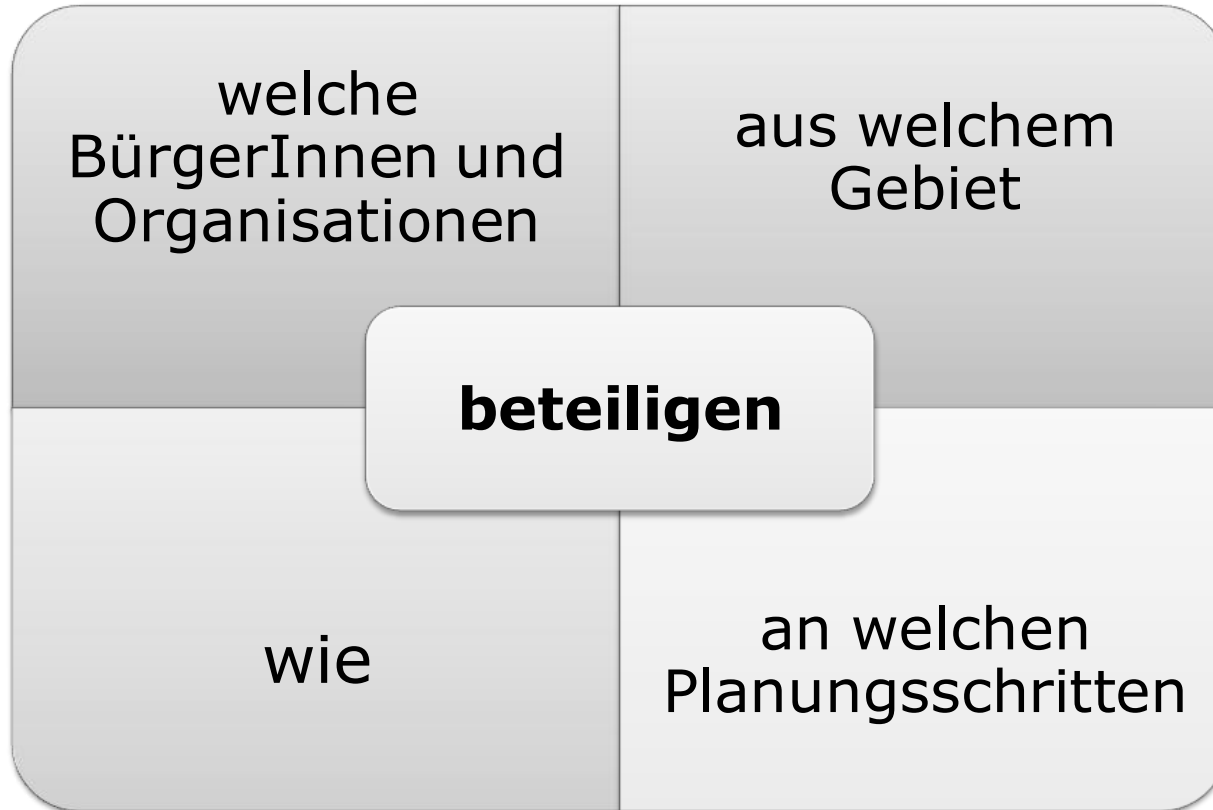 welche
BürgerInnen und
Organisationen
aus welchem
Gebiet
beteiligen
wie
an welchen
Planungsschritten